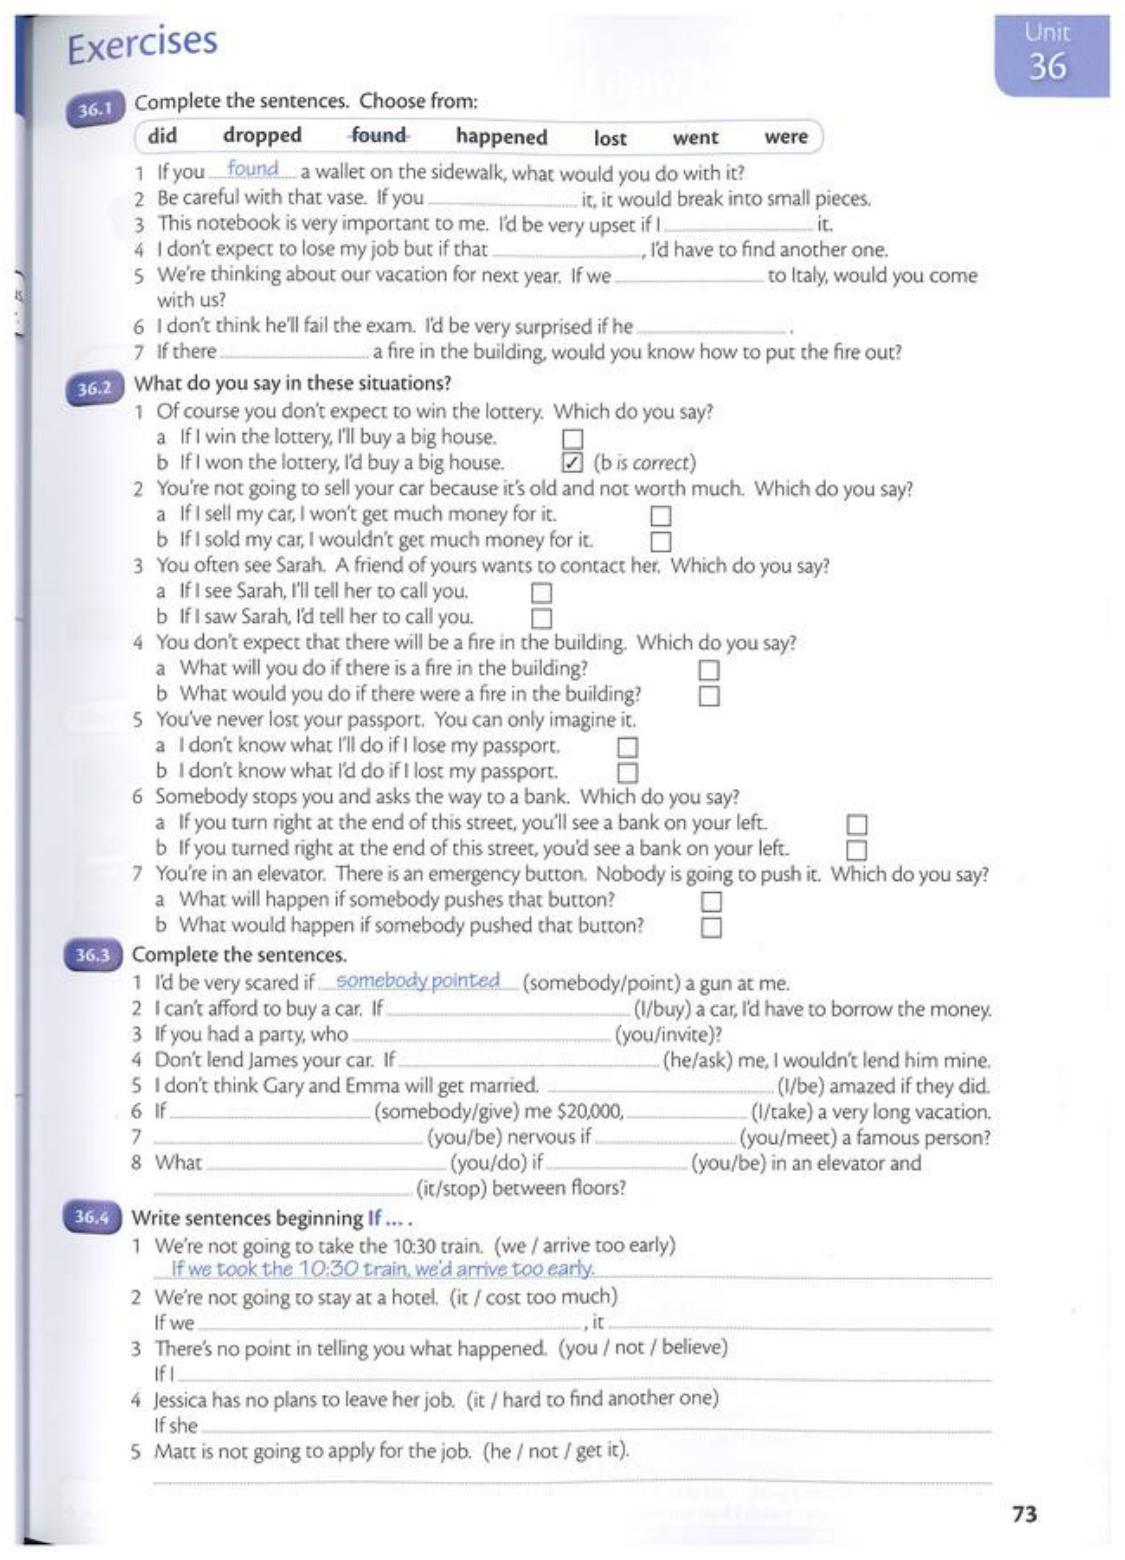 Exercises
Unit
36
36.1 Complete the sentences. Choose from:
did dropped found happened lost went were
1 If you found a wallet on the sidewalk, what would you do with it?
2 Be careful with that vase. If you ............ it, it would break into small pieces.
3 This notebook is very important to me. I'd be very upset if I ............ it.
4 I don't expect to lose my job but if that ............, I'd have to find another one.
5 We're thinking about our vacation for next year. If we ............ to Italy, would you come
with us?
6 I don't think he'll fail the exam. I'd be very surprised if he ............ .
7 If there ............ a fire in the building, would you know how to put the fire out?
36.2 What do you say in these situations?
1 Of course you don't expect to win the lottery. Which do you say?
a If I win the lottery, I'll buy a big house. ☐
b If I won the lottery, I'd buy a big house. ☑ (b is correct)
2 You're not going to sell your car because it's old and not worth much. Which do you say?
a If I sell my car, I won't get much money for it. ☐
b If I sold my car, I wouldn't get much money for it. ☐
3 You often see Sarah. A friend of yours wants to contact her. Which do you say?
a If I see Sarah, I'll tell her to call you. ☐
b If I saw Sarah, I'd tell her to call you. ☐
4 You don't expect that there will be a fire in the building. Which do you say?
a What will you do if there is a fire in the building? ☐
b What would you do if there were a fire in the building? ☐
5 You've never lost your passport. You can only imagine it.
a I don't know what I'll do if I lose my passport. ☐
b I don't know what I'd do if I lost my passport. ☐
6 Somebody stops you and asks the way to a bank. Which do you say?
a If you turn right at the end of this street, you'll see a bank on your left. ☐
b If you turned right at the end of this street, you'd see a bank on your left. ☐
7 You're in an elevator. There is an emergency button. Nobody is going to push it. Which do you say?
a What will happen if somebody pushes that button? ☐
b What would happen if somebody pushed that button? ☐
36.3 Complete the sentences.
1 I'd be very scared if somebody pointed (somebody/point) a gun at me.
2 I can't afford to buy a car. If ............ (I/buy) a car, I'd have to borrow the money.
3 If you had a party, who ............ (you/invite)?
4 Don't lend James your car. If ............ (he/ask) me, I wouldn't lend him mine.
5 I don't think Gary and Emma will get married. ............ (I/be) amazed if they did.
6 If ............ (somebody/give) me $20,000, ............ (I/take) a very long vacation.
7 ............ (you/be) nervous if ............ (you/meet) a famous person?
8 What ............ (you/do) if ............ (you/be) in an elevator and
............ (it/stop) between floors?
36.4 Write sentences beginning If ... .
1 We're not going to take the 10:30 train. (we / arrive too early)
If we took the 10:30 train, we'd arrive too early.
2 We're not going to stay at a hotel. (it / cost too much)
If we ............, it ............
3 There's no point in telling you what happened. (you / not / believe)
If I ............
4 Jessica has no plans to leave her job. (it / hard to find another one)
If she ............
5 Matt is not going to apply for the job. (he / not / get it).
73